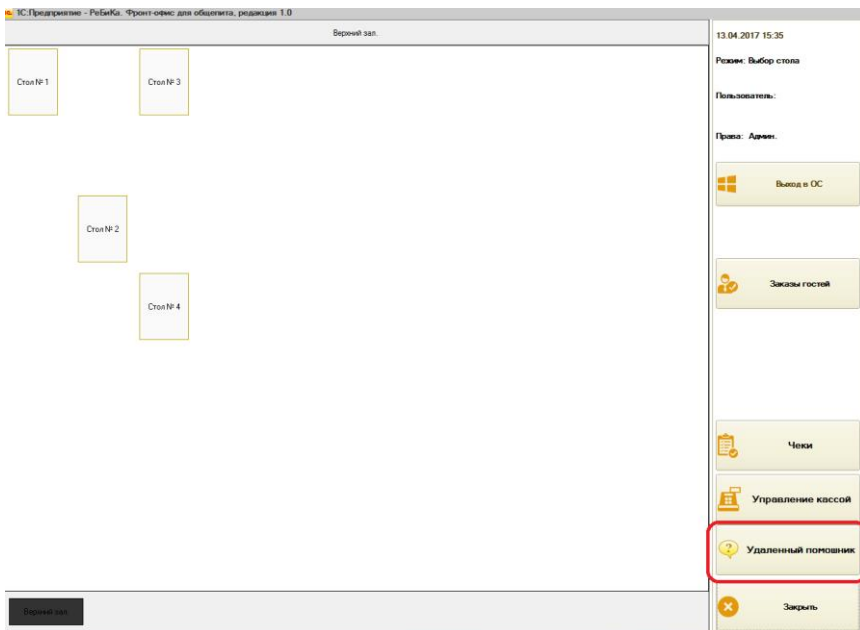 1С:Предприятие - РеБиКа. Фронт-офис для общепита, редакция 1.0
Верхний зал.
13.04.2017 15:35
Режим: Выбор стола
Пользователь:
Права: Админ.
Стол № 1
Стол № 3
Стол № 2
Стол № 4
Выход в ОС
Заказы гостей
Чеки
Управление кассой
Удаленный помошник
Закрыть
Верхний зал.